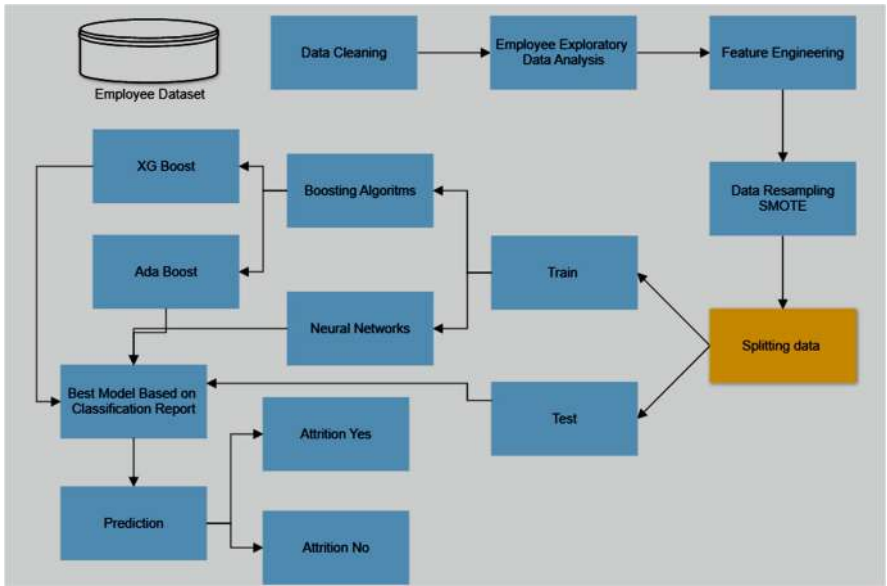 Employee Dataset
Data Cleaning
Employee Exploratory
Data Analysis
Feature Engineering
Data Resampling
SMOTE
Splitting data
Train
Test
Boosting Algoritms
Neural Networks
XG Boost
Ada Boost
Best Model Based on
Classification Report
Prediction
Attrition Yes
Attrition No